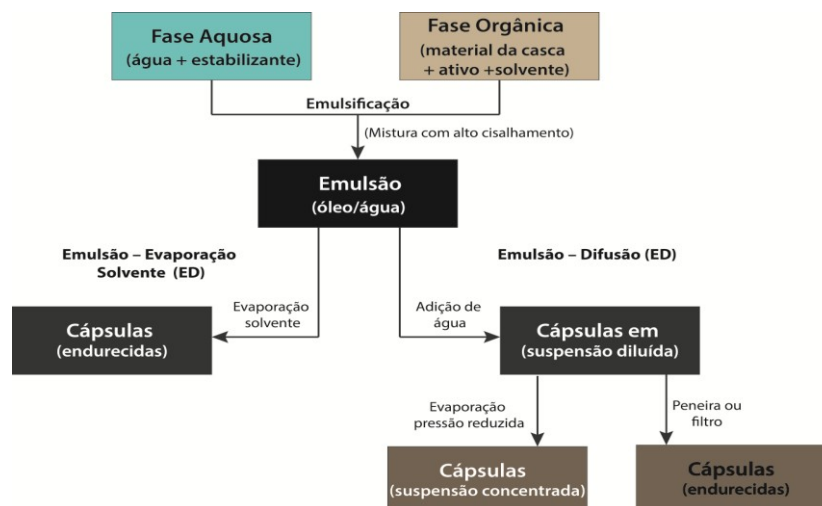 Fase Aquosa
(água + estabilizante)
Fase Orgânica
(material da casca
+ ativo +solvente)
Emulsificação
(Mistura com alto cisalhamento)
Emulsão
(óleo/água)
Emulsão – Evaporação
Solvente (ED)
Emulsão – Difusão (ED)
Evaporação
solvente
Adição de
água
Cápsulas
(endurecidas)
Cápsulas em
(suspensão diluída)
Evaporação
pressão reduzida
Peneira ou
filtro
Cápsulas
(suspensão concentrada)
Cápsulas
(endurecidas)